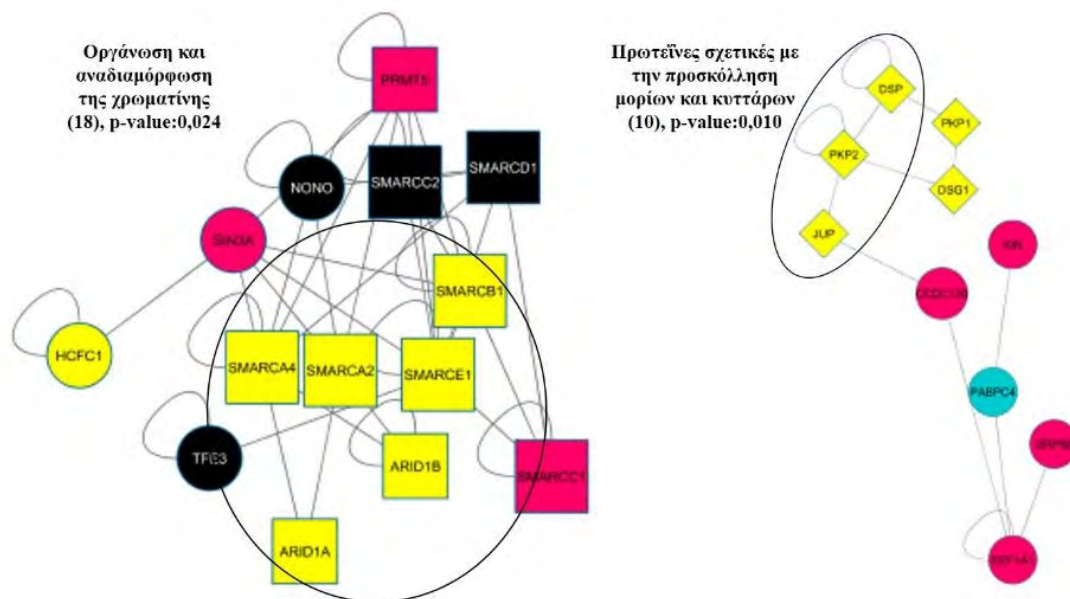 Οργάνωση και
αναδιαμόρφωση
της χρωματίνης
(18), p-value:0,024
Πρωτεΐνες σχετικές με
την προσκόλληση
μορίων και κυττάρων
(10), p-value:0,010
PRMT5
NONO
SMARCC2
SMARCD1
SIN3A
SMARCB1
HCFC1
SMARCA4
SMARCA2
SMARCE1
TFE3
ARID1B
SMARCC1
ARID1A
DSP
PKP1
PKP2
DSG1
JUP
PABPC4
EEF1A1